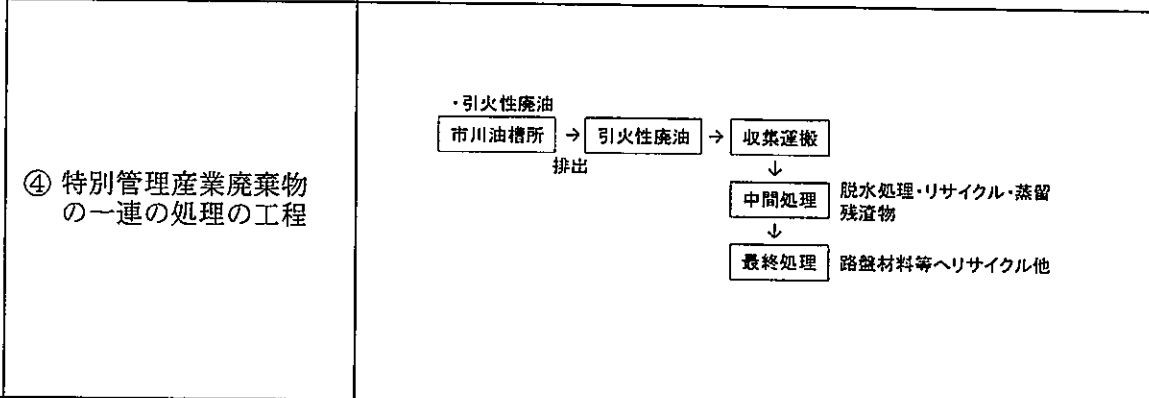 ④ 特別管理産業廃棄物
の一連の処理の工程
・引火性廃油
市川油槽所 → 引火性廃油 → 収集運搬
排出
↓
中間処理 脱水処理・リサイクル・蒸留
残渣物
↓
最終処理 路盤材料等へリサイクル他